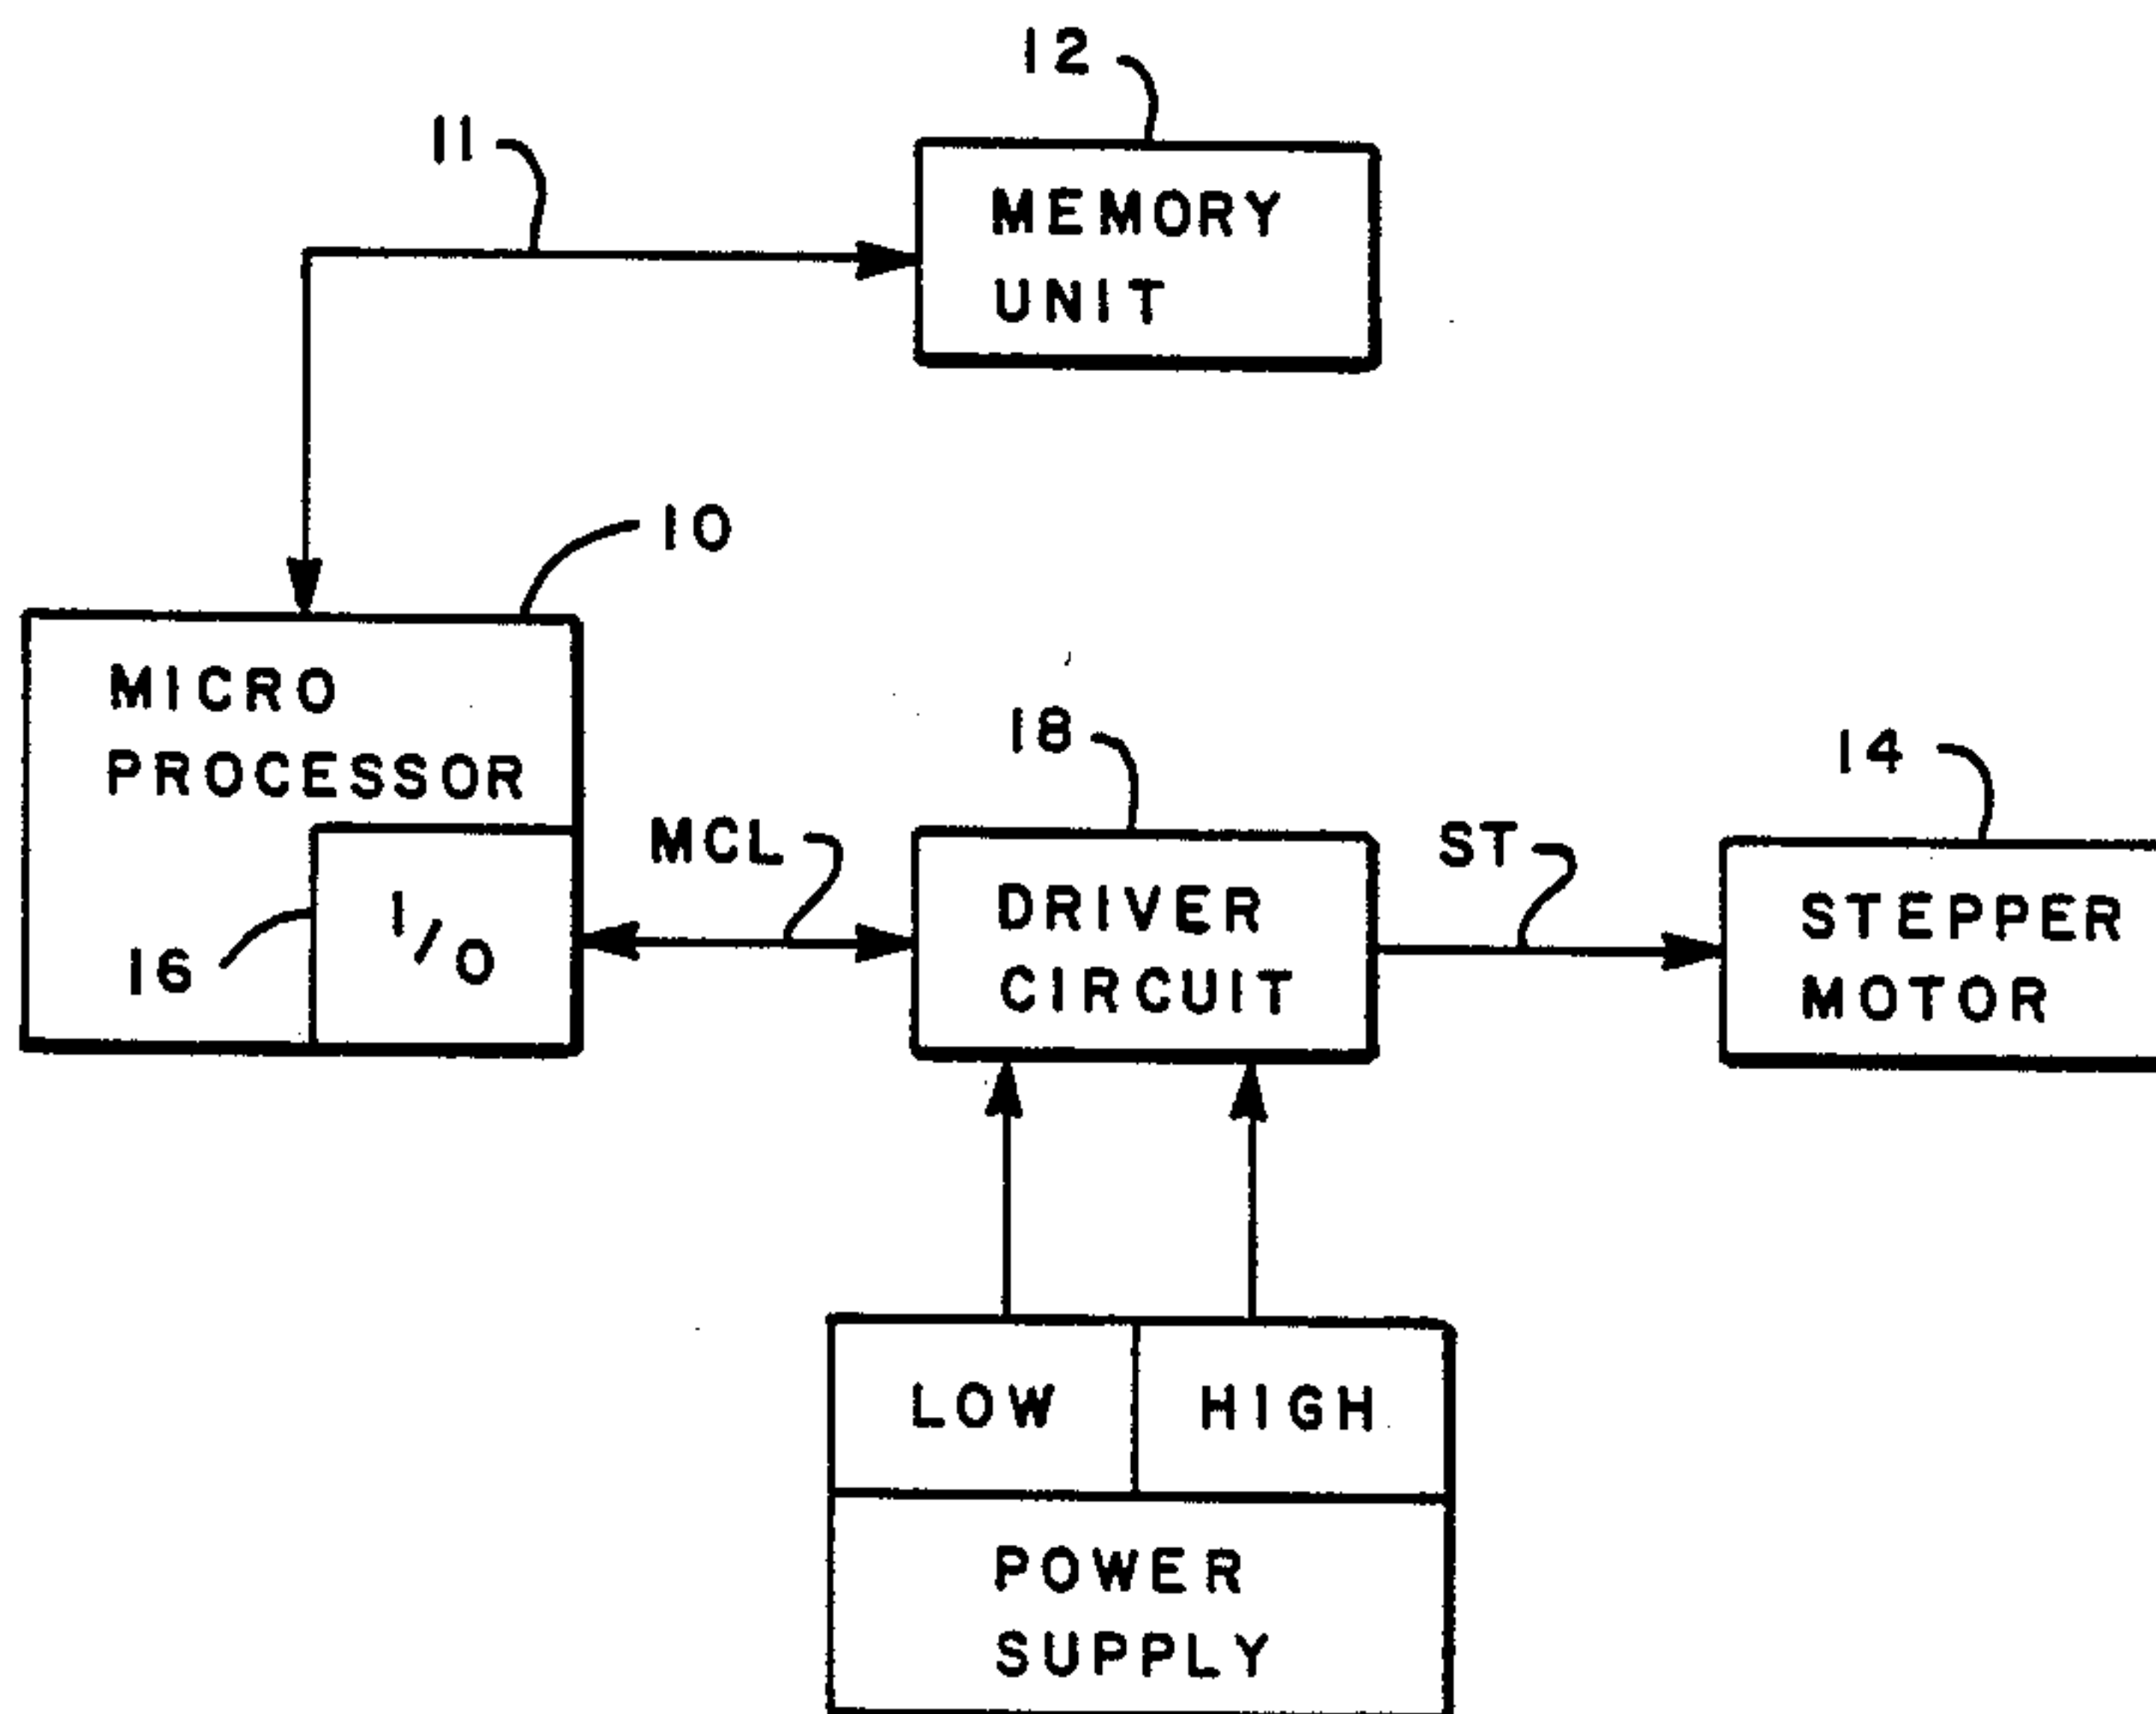 12
11
MEMORY
UNIT
10
MICRO
PROCESSOR
18
14
MCL
ST
16
I/O
DRIVER
CIRCUIT
STEPPER
MOTOR
LOW
HIGH
POWER
SUPPLY